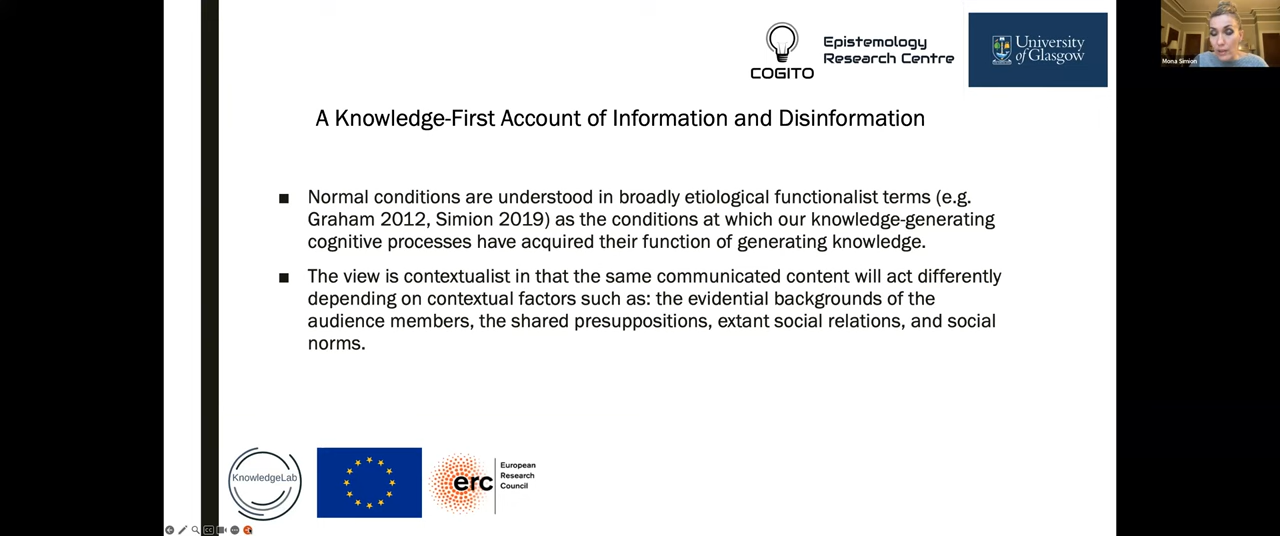 COGITO
Epistemology
Research Centre
University
of Glasgow
Mona Simion
A Knowledge-First Account of Information and Disinformation
Normal conditions are understood in broadly etiological functionalist terms (e.g.
Graham 2012, Simion 2019) as the conditions at which our knowledge-generating
cognitive processes have acquired their function of generating knowledge.
The view is contextualist in that the same communicated content will act differently
depending on contextual factors such as: the evidential backgrounds of the
audience members, the shared presuppositions, extant social relations, and social
norms.
KnowledgeLab
erc
European
Research
Council